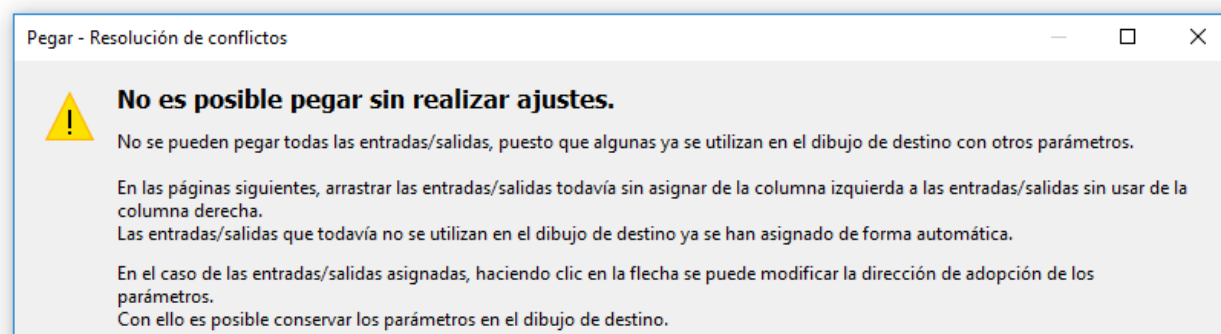 Pegar - Resolución de conflictos
No es posible pegar sin realizar ajustes.
No se pueden pegar todas las entradas/salidas, puesto que algunas ya se utilizan en el dibujo de destino con otros parámetros.
En las páginas siguientes, arrastrar las entradas/salidas todavía sin asignar de la columna izquierda a las entradas/salidas sin usar de la
columna derecha.
Las entradas/salidas que todavía no se utilizan en el dibujo de destino ya se han asignado de forma automática.
En el caso de las entradas/salidas asignadas, haciendo clic en la flecha se puede modificar la dirección de adopción de los
parámetros.
Con ello es posible conservar los parámetros en el dibujo de destino.